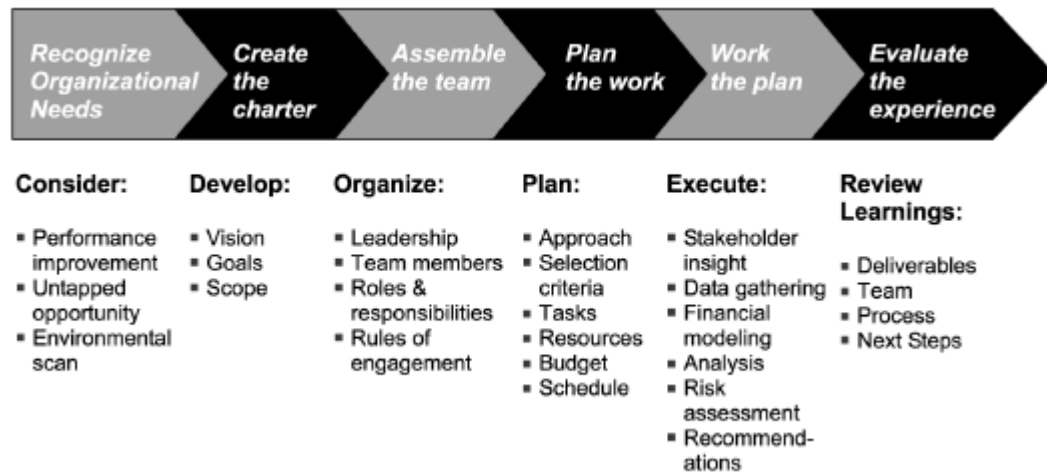 Recognize
Organizational
Needs
Create
the
charter
Assemble
the team
Plan
the work
Work
the plan
Evaluate
the
experience
Consider:
▪ Performance
improvement
▪ Untapped
opportunity
▪ Environmental
scan
Develop:
▪ Vision
▪ Goals
▪ Scope
Organize:
▪ Leadership
▪ Team members
▪ Roles &
responsibilities
▪ Rules of
engagement
Plan:
▪ Approach
▪ Selection
criteria
▪ Tasks
▪ Resources
▪ Budget
▪ Schedule
Execute:
▪ Stakeholder
insight
▪ Data gathering
▪ Financial
modeling
▪ Analysis
▪ Risk
assessment
▪ Recommend-
ations
Review
Learnings:
▪ Deliverables
▪ Team
▪ Process
▪ Next Steps